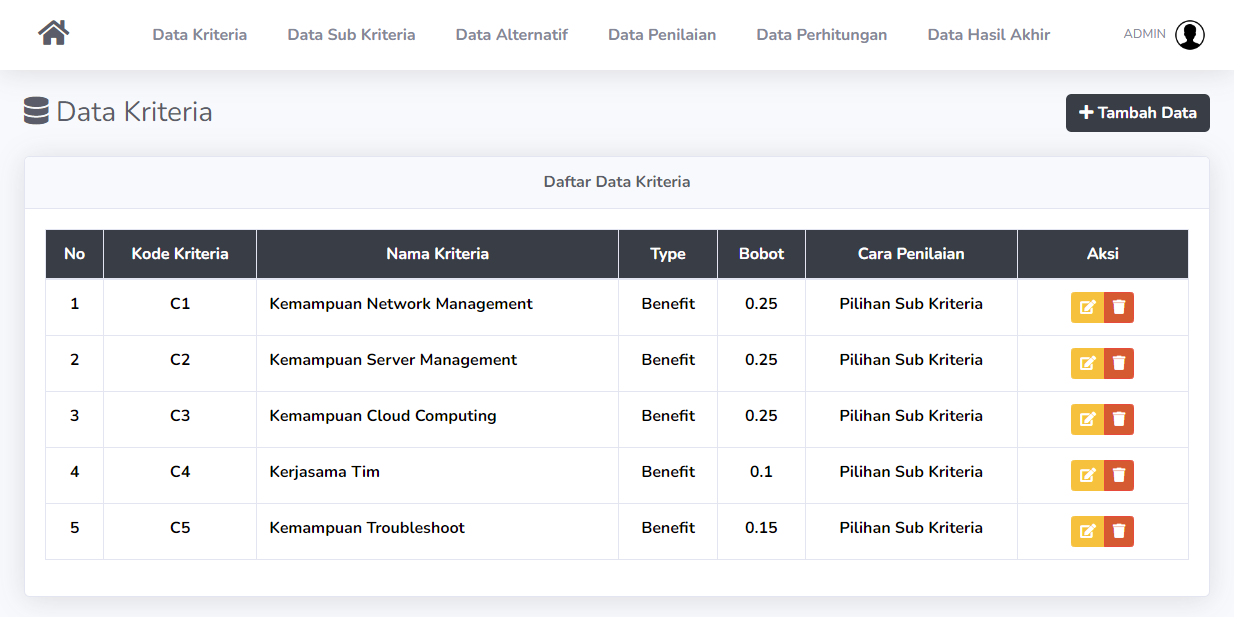 Data Kriteria Data Sub Kriteria Data Alternatif Data Penilaian Data Perhitungan Data Hasil Akhir ADMIN
Data Kriteria
Tambah Data
Daftar Data Kriteria
No Kode Kriteria Nama Kriteria Type Bobot Cara Penilaian Aksi
1 C1 Kemampuan Network Management Benefit 0.25 Pilihan Sub Kriteria
2 C2 Kemampuan Server Management Benefit 0.25 Pilihan Sub Kriteria
3 C3 Kemampuan Cloud Computing Benefit 0.25 Pilihan Sub Kriteria
4 C4 Kerjasama Tim Benefit 0.1 Pilihan Sub Kriteria
5 C5 Kemampuan Troubleshoot Benefit 0.15 Pilihan Sub Kriteria